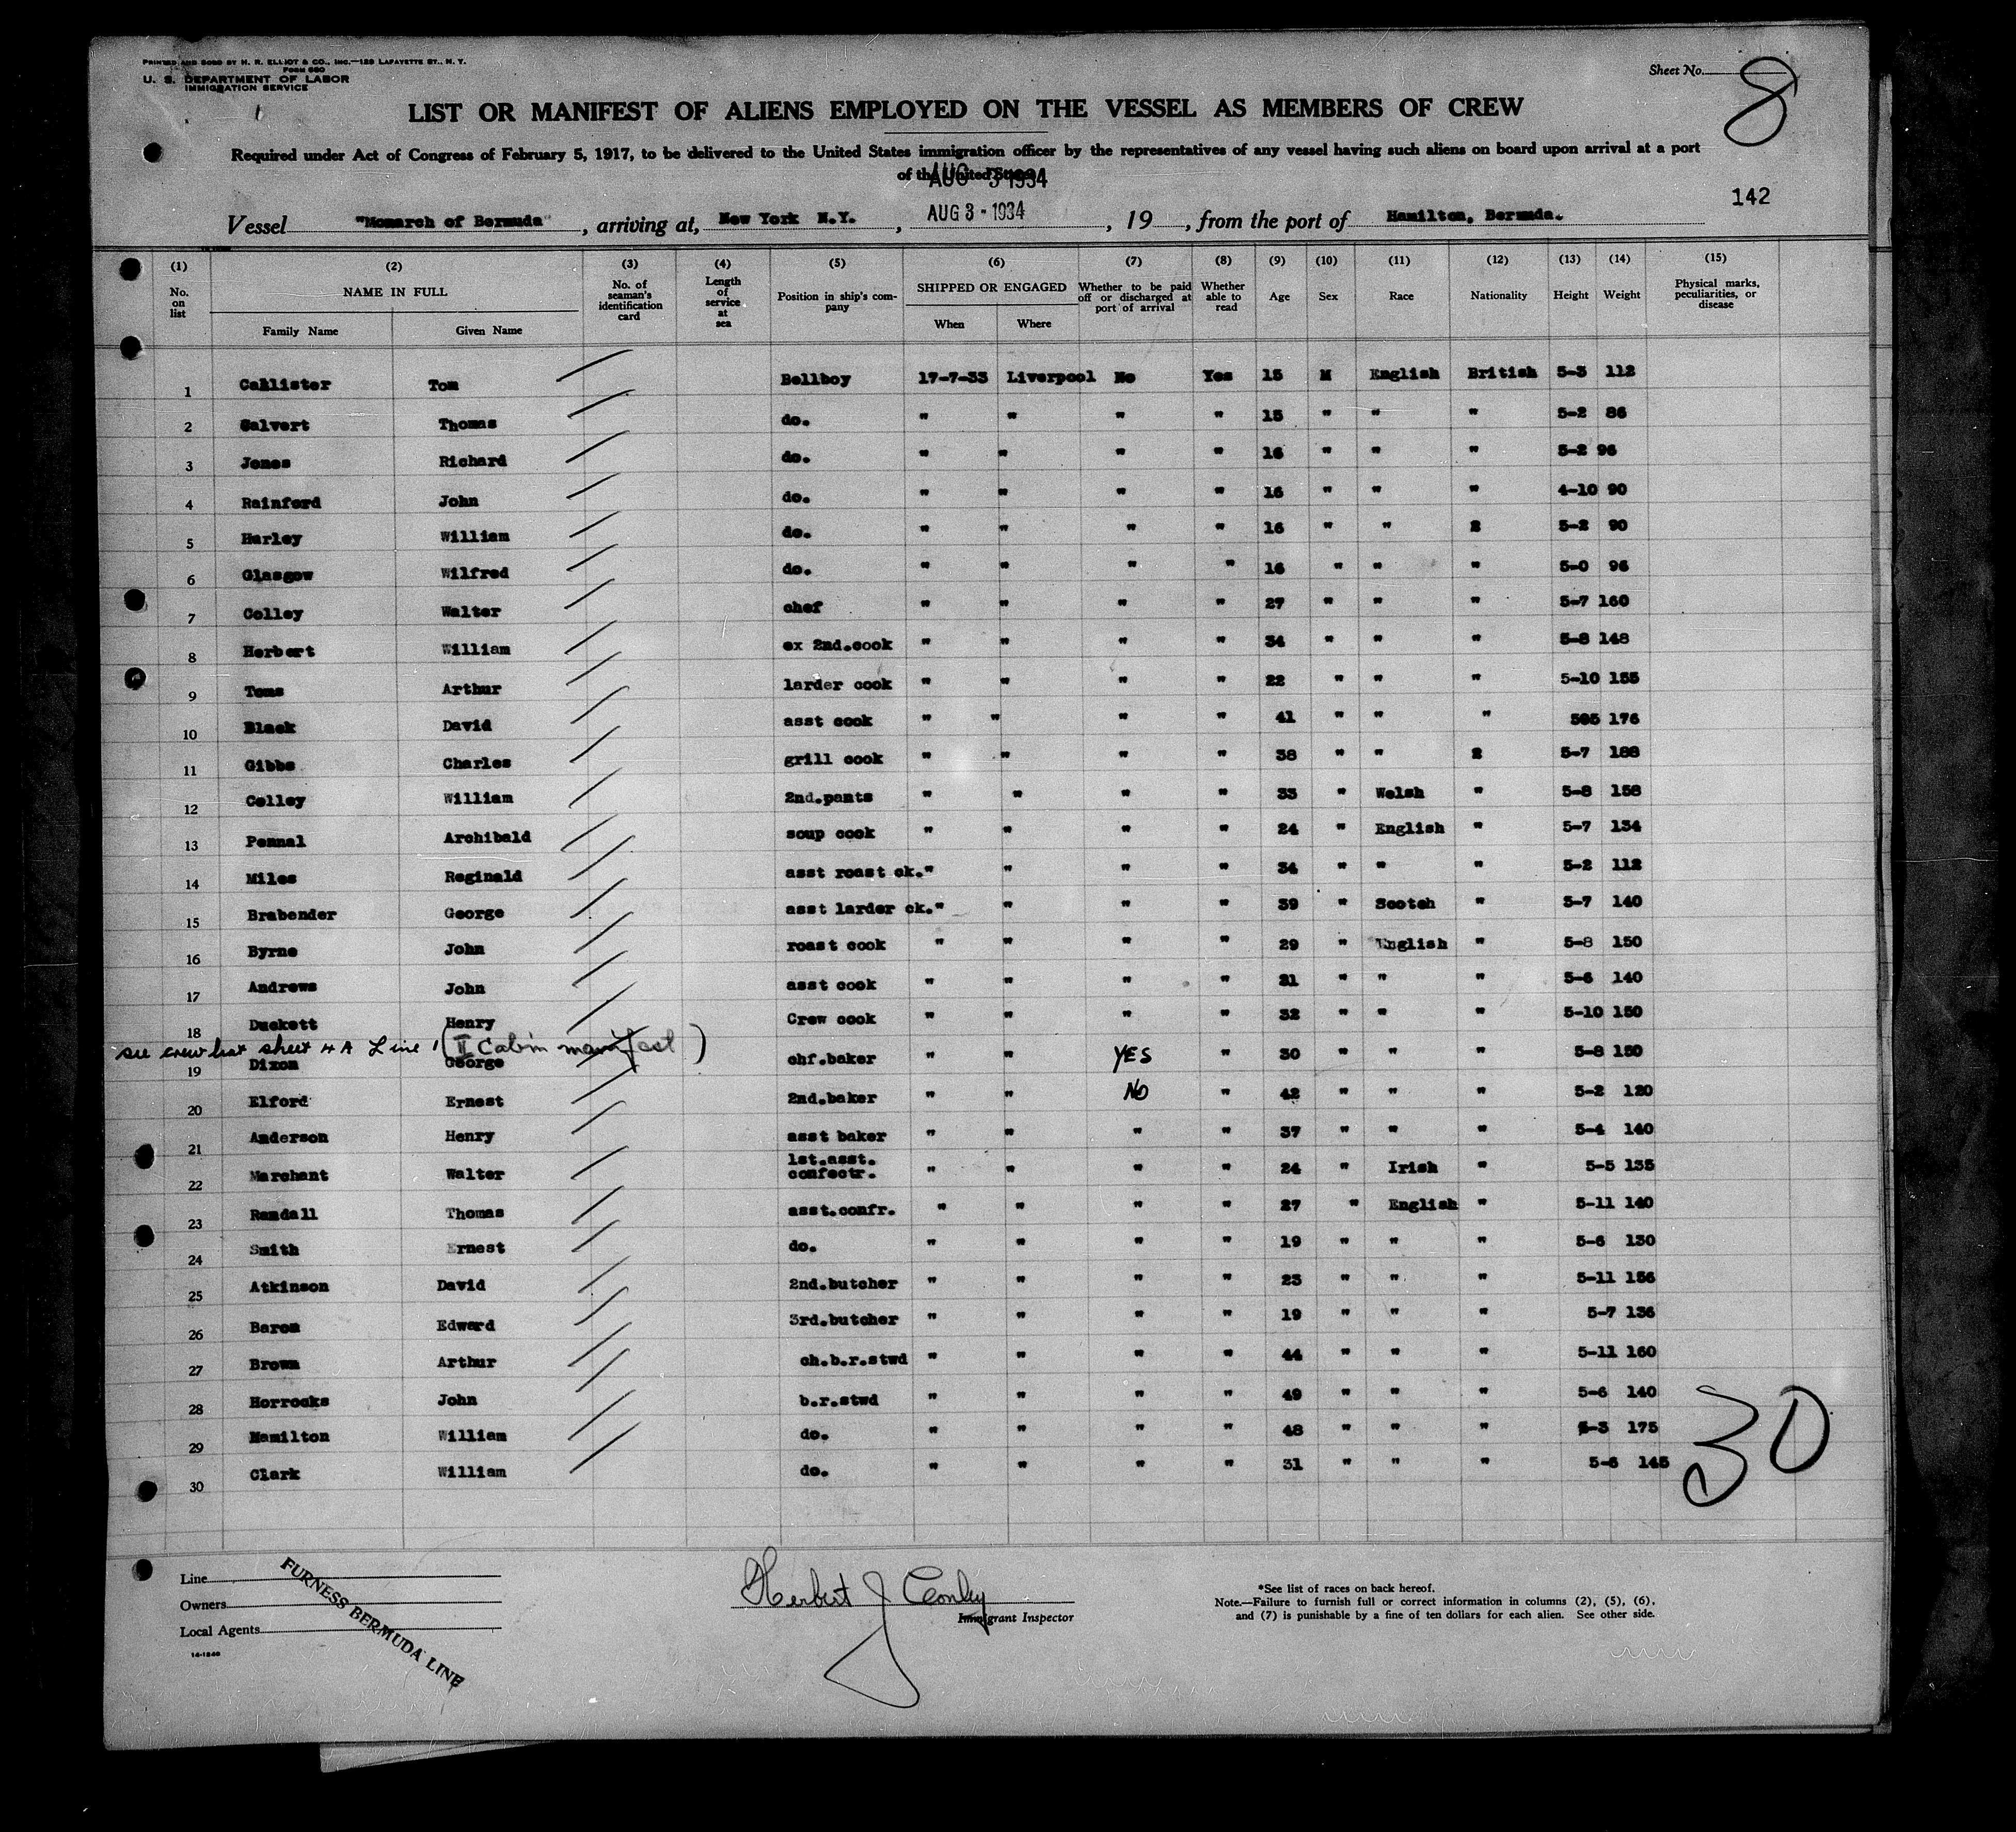 PRINTED AND SOLD BY H. R. ELLIOT & CO., INC.—128 LAFAYETTE ST., N. Y.
FORM 680
U. S. DEPARTMENT OF LABOR
IMMIGRATION SERVICE
Sheet No. 8
LIST OR MANIFEST OF ALIENS EMPLOYED ON THE VESSEL AS MEMBERS OF CREW
Required under Act of Congress of February 5, 1917, to be delivered to the United States immigration officer by the representatives of any vessel having such aliens on board upon arrival at a port
of the United States
AUG 3 1934
142
Vessel "Monarch of Bermuda", arriving at, New York N.Y., AUG 3 - 1934, 19, from the port of Hamilton, Bermuda.
(1) (2) (3) (4) (5) (6) (7) (8) (9) (10) (11) (12) (13) (14) (15)
No. on list NAME IN FULL Family Name Given Name No. of seaman's identification card Length of service at sea Position in ship's company SHIPPED OR ENGAGED When Where Whether to be paid off or discharged at port of arrival Whether able to read Age Sex Race Nationality Height Weight Physical marks, peculiarities, or disease
1 Callister Tom Bellboy 17-7-33 Liverpool No Yes 15 M English British 5-3 112
2 Calvert Thomas do. " " " " 15 " " " 5-2 86
3 Jones Richard do. " " " " 16 " " " 5-2 96
4 Rainford John do. " " " " 16 " " " 4-10 90
5 Harley William do. " " " " 16 " " 2 5-2 90
6 Glasgow Wilfred do. " " " " 16 " " " 5-0 96
7 Colley Walter chef " " " " 27 " " " 5-7 160
8 Herbert William ex 2nd.cook " " " " 34 " " " 5-8 148
9 Toms Arthur larder cook " " " " 22 " " " 5-10 155
10 Black David asst cook " " " " 41 " " " 505 176
11 Gibbs Charles grill cook " " " " 38 " " 2 5-7 188
12 Colley William 2nd.pants " " " " 33 " Welsh " 5-8 158
13 Pennal Archibald soup cook " " " " 24 " English " 5-7 134
14 Miles Reginald asst roast ck. " " " " 34 " " " 5-2 112
15 Brabender George asst larder ck. " " " " 39 " Scotch " 5-7 140
16 Byrne John roast cook " " " " 29 " English " 5-8 150
17 Andrews John asst cook " " " " 21 " " " 5-6 140
18 Duckett Henry Crew cook " " " " 32 " " " 5-10 150
see crew list sheet 4A Line 1 (II Cabin manifest)
19 Dixon George chf.baker " " YES " 30 " " " 5-8 150
20 Elford Ernest 2nd.baker " " NO " 42 " " " 5-2 120
21 Anderson Henry asst baker " " " " 37 " " " 5-4 140
22 Marchant Walter 1st.asst. confectr. " " " " 24 " Irish " 5-5 135
23 Randall Thomas asst.confr. " " " " 27 " English " 5-11 140
24 Smith Ernest do. " " " " 19 " " " 5-6 130
25 Atkinson David 2nd.butcher " " " " 23 " " " 5-11 156
26 Baron Edward 3rd.butcher " " " " 19 " " " 5-7 136
27 Brown Arthur ch.b.r.stwd " " " " 44 " " " 5-11 160
28 Horrocks John b.r.stwd " " " " 49 " " " 5-6 140
29 Hamilton William do. " " " " 48 " " " 5-3 175
30 Clark William do. " " " " 31 " " " 5-6 145
30
Line
Owners
Local Agents
14-1240
FURNESS BERMUDA LINE
Herbert J Conley
Immigrant Inspector
*See list of races on back hereof.
Note.—Failure to furnish full or correct information in columns (2), (5), (6),
and (7) is punishable by a fine of ten dollars for each alien. See other side.